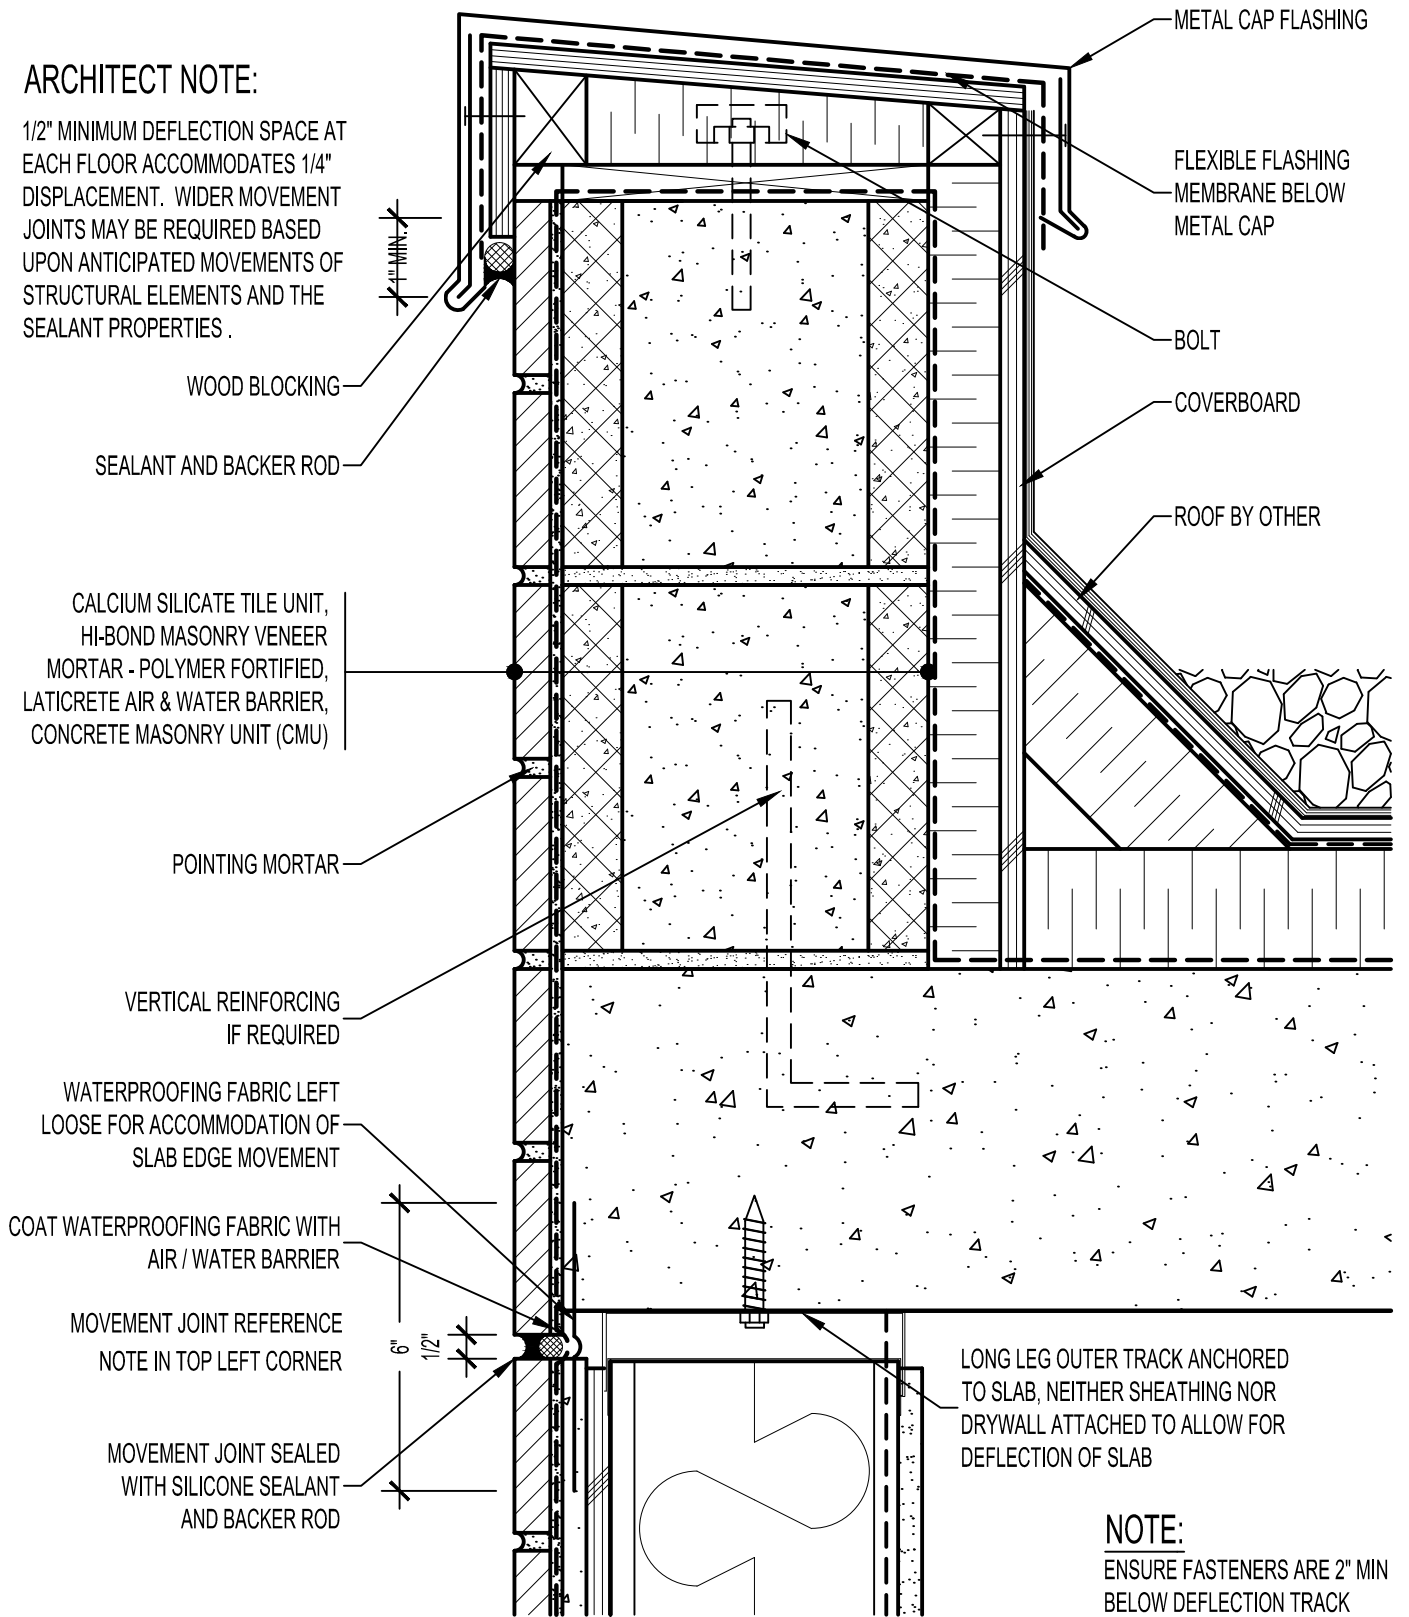 ARCHITECT NOTE:
1/2" MINIMUM DEFLECTION SPACE AT
EACH FLOOR ACCOMMODATES 1/4"
DISPLACEMENT. WIDER MOVEMENT
JOINTS MAY BE REQUIRED BASED
UPON ANTICIPATED MOVEMENTS OF
STRUCTURAL ELEMENTS AND THE
SEALANT PROPERTIES .
1" MIN.
WOOD BLOCKING
SEALANT AND BACKER ROD
CALCIUM SILICATE TILE UNIT,
HI-BOND MASONRY VENEER
MORTAR - POLYMER FORTIFIED,
LATICRETE AIR & WATER BARRIER,
CONCRETE MASONRY UNIT (CMU)
POINTING MORTAR
VERTICAL REINFORCING
IF REQUIRED
WATERPROOFING FABRIC LEFT
LOOSE FOR ACCOMMODATION OF
SLAB EDGE MOVEMENT
COAT WATERPROOFING FABRIC WITH
AIR / WATER BARRIER
MOVEMENT JOINT REFERENCE
NOTE IN TOP LEFT CORNER
6"
1/2"
MOVEMENT JOINT SEALED
WITH SILICONE SEALANT
AND BACKER ROD
METAL CAP FLASHING
FLEXIBLE FLASHING
MEMBRANE BELOW
METAL CAP
BOLT
COVERBOARD
ROOF BY OTHER
LONG LEG OUTER TRACK ANCHORED
TO SLAB, NEITHER SHEATHING NOR
DRYWALL ATTACHED TO ALLOW FOR
DEFLECTION OF SLAB
NOTE:
ENSURE FASTENERS ARE 2" MIN
BELOW DEFLECTION TRACK